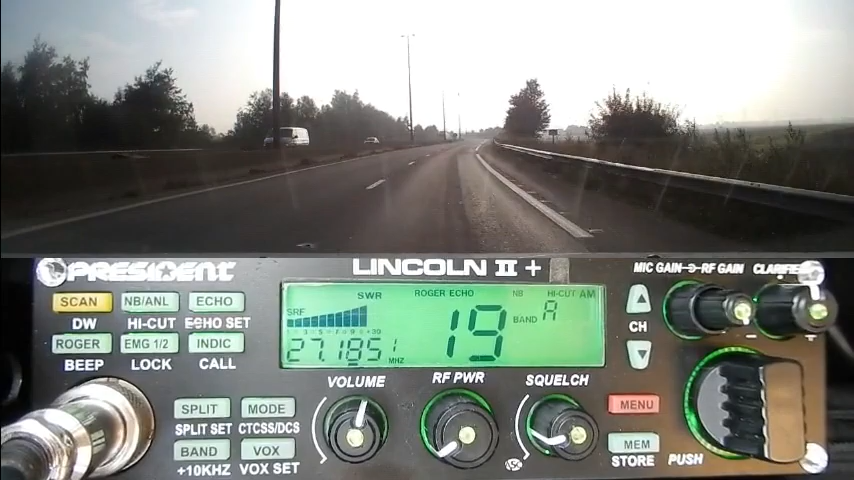 PRESIDENT
LINCOLN II +
MIC GAIN RF GAIN CLARIFIER
SCAN NB/ANL ECHO
DW HI-CUT ECHO SET
ROGER EMG 1/2 INDIC
BEEP LOCK CALL
SWR ROGER ECHO NB HI-CUT AM
SRF
19 BAND A
27.185 MHZ
CH
VOLUME RF PWR SQUELCH
SPLIT MODE
SPLIT SET CTCSS/DCS
BAND VOX
+10KHZ VOX SET
ASC
MENU
MEM
STORE PUSH